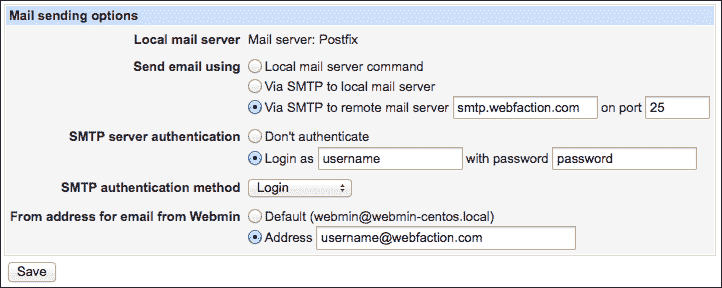 Mail sending options
Local mail server Mail server: Postfix
Send email using Local mail server command
Via SMTP to local mail server
Via SMTP to remote mail server smtp.webfaction.com on port 25
SMTP server authentication Don't authenticate
Login as username with password password
SMTP authentication method Login
From address for email from Webmin Default (webmin@webmin-centos.local)
Address username@webfaction.com
Save